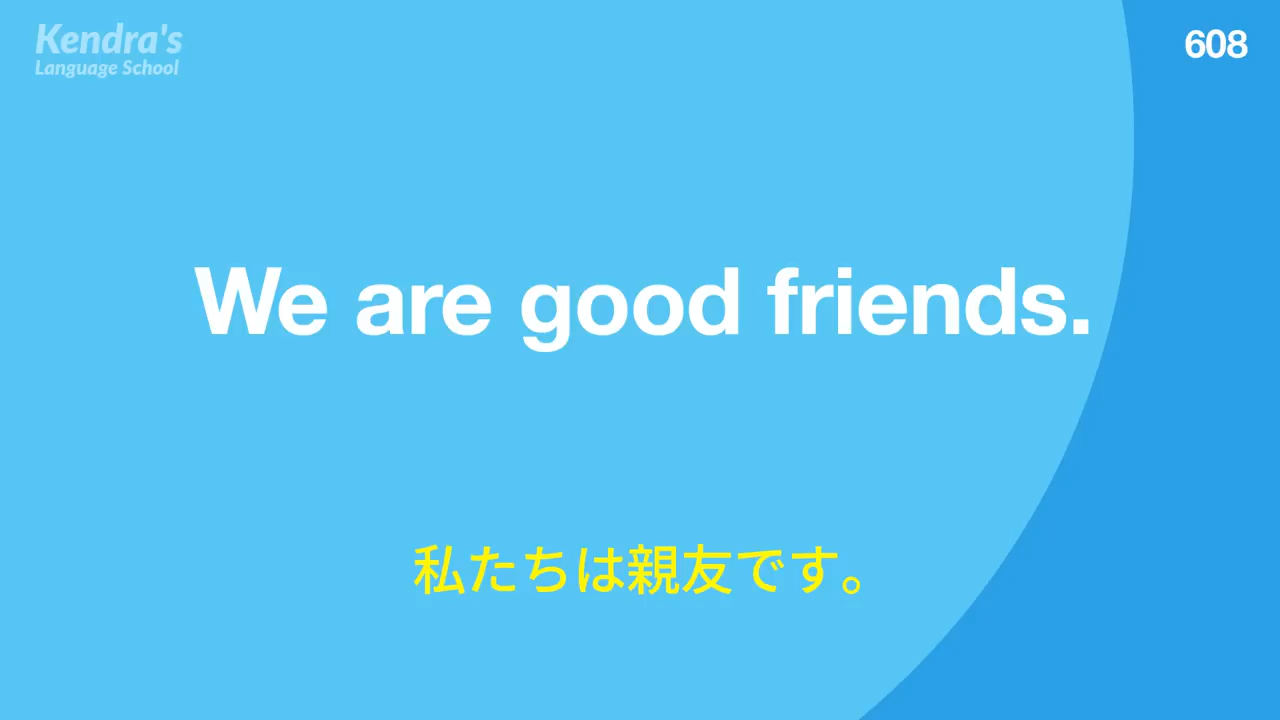 Kendra's
Language School
608
We are good friends.
私たちは親友です。